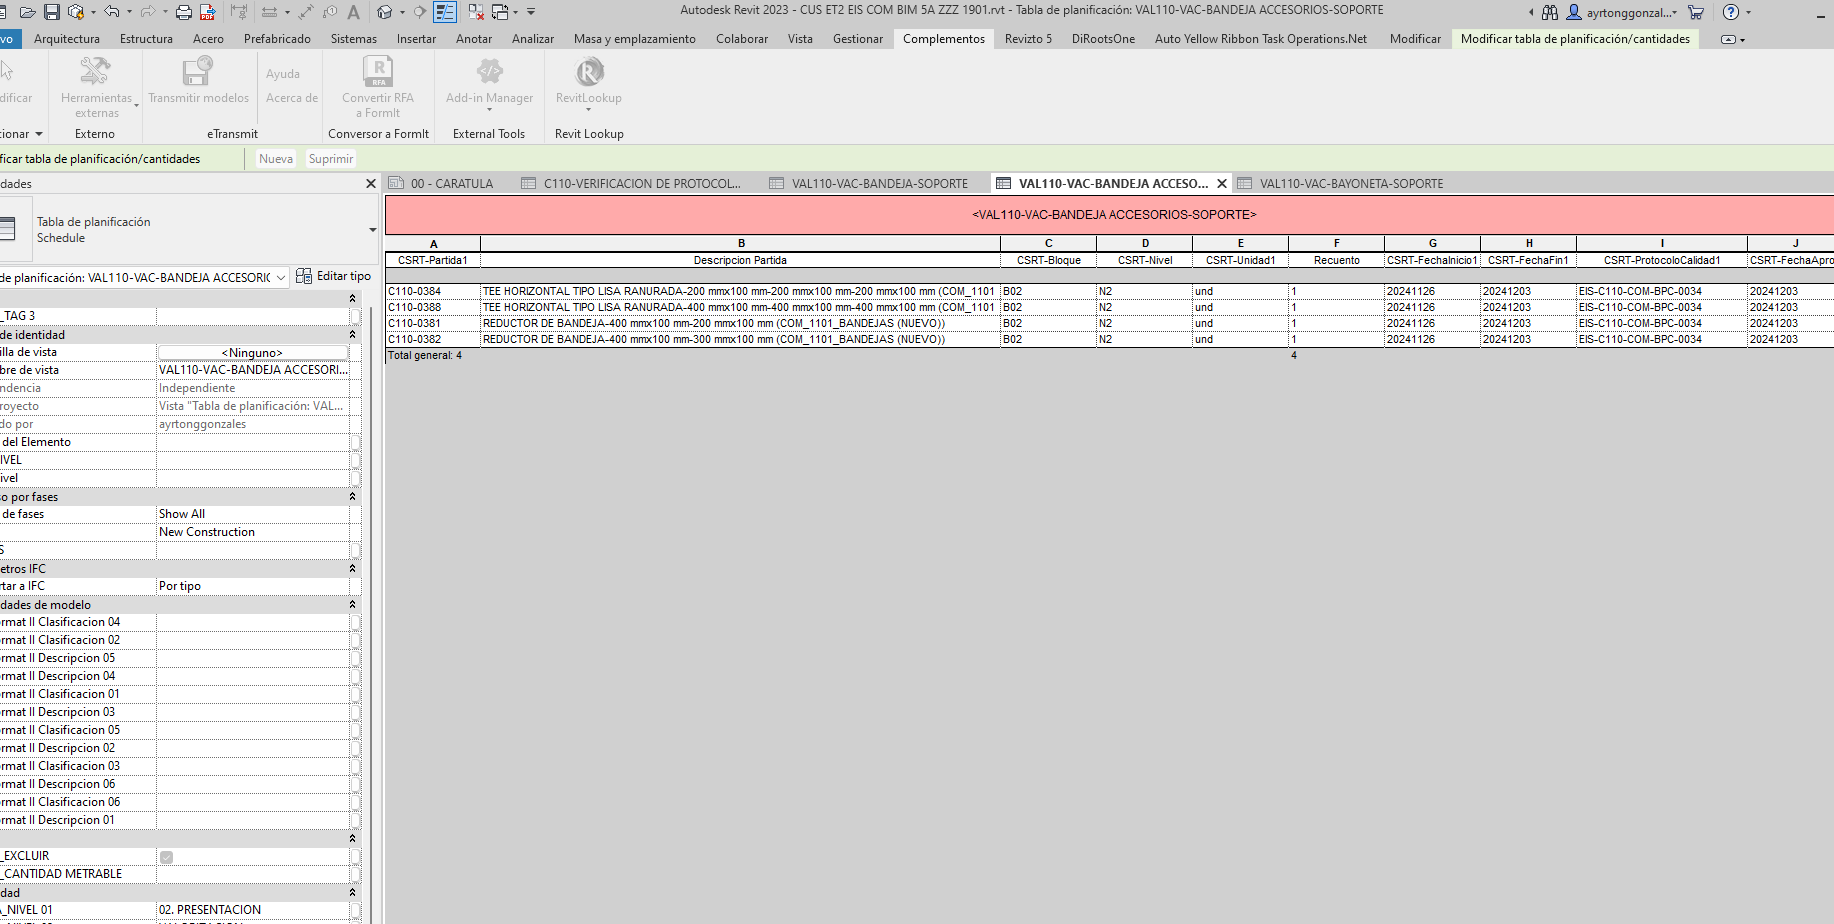 Autodesk Revit 2023 - CUS ET2 EIS COM BIM 5A ZZZ 1901.rvt - Tabla de planificación: VAL110-VAC-BANDEJA ACCESORIOS-SOPORTE
ayrtonggonzal...
vo Arquitectura Estructura Acero Prefabricado Sistemas Insertar Anotar Analizar Masa y emplazamiento Colaborar Vista Gestionar Complementos Revizto 5 DiRootsOne Auto Yellow Ribbon Task Operations.Net Modificar Modificar tabla de planificación/cantidades
dificar
Herramientas externas
Transmitir modelos
Ayuda
Acerca de
Convertir RFA a FormIt
Add-in Manager
RevitLookup
cionar Externo eTransmit Conversor a FormIt External Tools Revit Lookup
ficar tabla de planificación/cantidades Nueva Suprimir
dades
00 - CARATULA C110-VERIFICACION DE PROTOCOL... VAL110-VAC-BANDEJA-SOPORTE VAL110-VAC-BANDEJA ACCESO... VAL110-VAC-BAYONETA-SOPORTE
Tabla de planificación
Schedule
de planificación: VAL110-VAC-BANDEJA ACCESORIC Editar tipo
_TAG 3
de identidad
illa de vista <Ninguno>
bre de vista VAL110-VAC-BANDEJA ACCESORI...
ndencia Independiente
royecto Vista "Tabla de planificación: VAL...
do por ayrtonggonzales
del Elemento
IVEL
ivel
so por fases
de fases Show All
New Construction
S
etros IFC
rtar a IFC Por tipo
dades de modelo
rmat II Clasificacion 04
rmat II Clasificacion 02
rmat II Descripcion 05
rmat II Descripcion 04
rmat II Clasificacion 01
rmat II Descripcion 03
rmat II Clasificacion 05
rmat II Descripcion 02
rmat II Clasificacion 03
rmat II Descripcion 06
rmat II Clasificacion 06
rmat II Descripcion 01
_EXCLUIR
_CANTIDAD METRABLE
dad
_NIVEL 01 02. PRESENTACION
<VAL110-VAC-BANDEJA ACCESORIOS-SOPORTE>
A B C D E F G H I J
CSRT-Partida1 Descripcion Partida CSRT-Bloque CSRT-Nivel CSRT-Unidad1 Recuento CSRT-FechaInicio1 CSRT-FechaFin1 CSRT-ProtocoloCalidad1 CSRT-FechaApro
C110-0384 TEE HORIZONTAL TIPO LISA RANURADA-200 mmx100 mm-200 mmx100 mm-200 mmx100 mm (COM_1101 B02 N2 und 1 20241126 20241203 EIS-C110-COM-BPC-0034 20241203
C110-0388 TEE HORIZONTAL TIPO LISA RANURADA-400 mmx100 mm-400 mmx100 mm-400 mmx100 mm (COM_1101 B02 N2 und 1 20241126 20241203 EIS-C110-COM-BPC-0034 20241203
C110-0381 REDUCTOR DE BANDEJA-400 mmx100 mm-200 mmx100 mm (COM_1101_BANDEJAS (NUEVO)) B02 N2 und 1 20241126 20241203 EIS-C110-COM-BPC-0034 20241203
C110-0382 REDUCTOR DE BANDEJA-400 mmx100 mm-300 mmx100 mm (COM_1101_BANDEJAS (NUEVO)) B02 N2 und 1 20241126 20241203 EIS-C110-COM-BPC-0034 20241203
Total general: 4 4